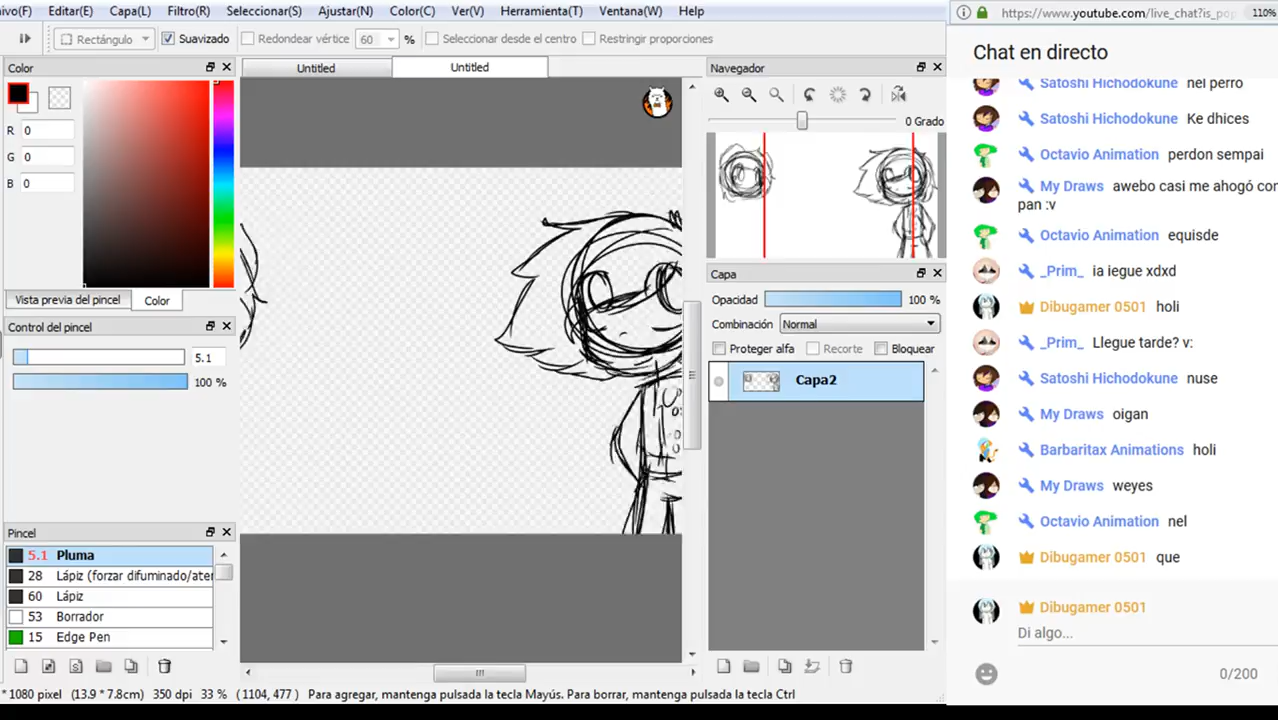 ivo(F) Editar(E) Capa(L) Filtro(R) Seleccionar(S) Ajustar(N) Color(C) Ver(V) Herramienta(T) Ventana(W) Help
https://www.youtube.com/live_chat?is_pop 110%
Rectángulo Suavizado Redondear vértice 60 % Seleccionar desde el centro Restringir proporciones
Color
Untitled
Untitled
R 0
G 0
B 0
Vista previa del pincel
Color
Control del pincel
5.1
100 %
Pincel
5.1 Pluma
28 Lápiz (forzar difuminado/ater
60 Lápiz
53 Borrador
15 Edge Pen
Navegador
0 Grado
Capa
Opacidad 100 %
Combinación Normal
Proteger alfa Recorte Bloquear
Capa2
Chat en directo
Satoshi Hichodokune nel perro
Satoshi Hichodokune Ke dhices
Octavio Animation perdon sempai
My Draws awebo casi me ahogó con
pan :v
Octavio Animation equisde
_Prim_ ia iegue xdxd
Dibugamer 0501 holi
_Prim_ Llegue tarde? v:
Satoshi Hichodokune nuse
My Draws oigan
Barbaritax Animations holi
My Draws weyes
Octavio Animation nel
Dibugamer 0501 que
Dibugamer 0501
Di algo...
0/200
* 1080 pixel (13.9 * 7.8cm) 350 dpi 33 % (1104, 477) Para agregar, mantenga pulsada la tecla Mayús. Para borrar, mantenga pulsada la tecla Ctrl